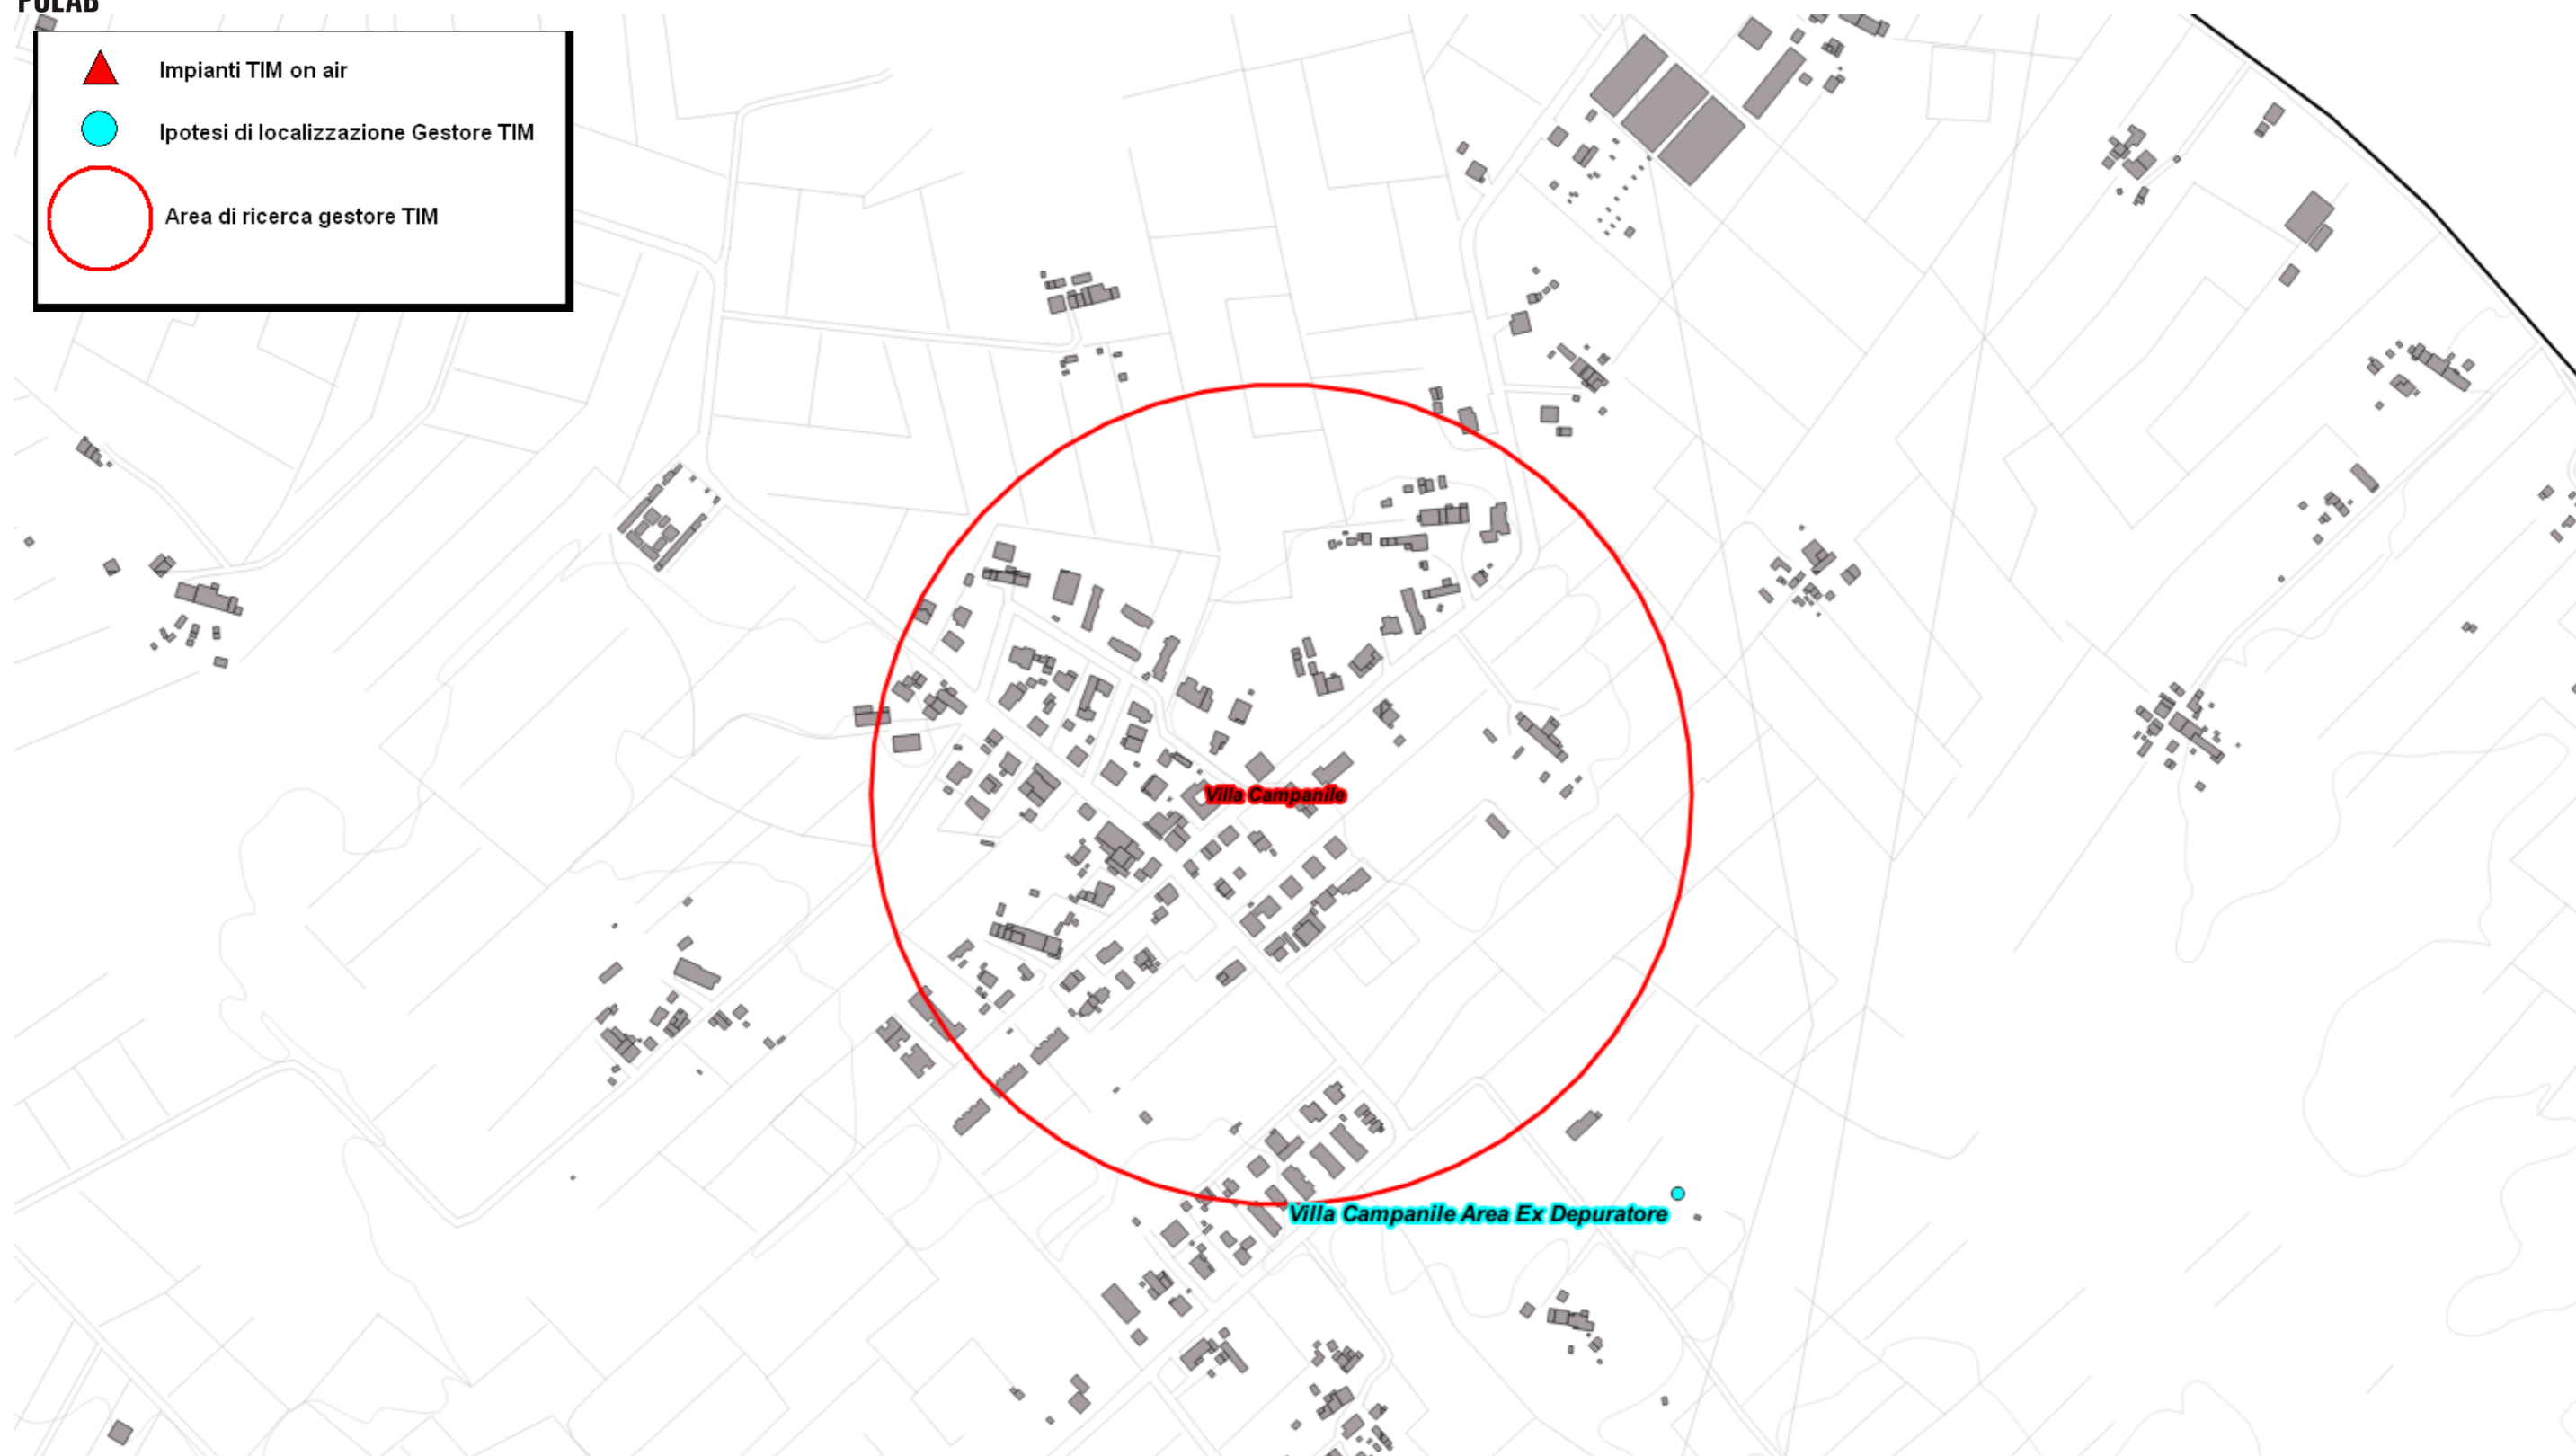 POLAB
Impianti TIM on air
Ipotesi di localizzazione Gestore TIM
Area di ricerca gestore TIM
Villa Campanile
Villa Campanile Area Ex Depuratore